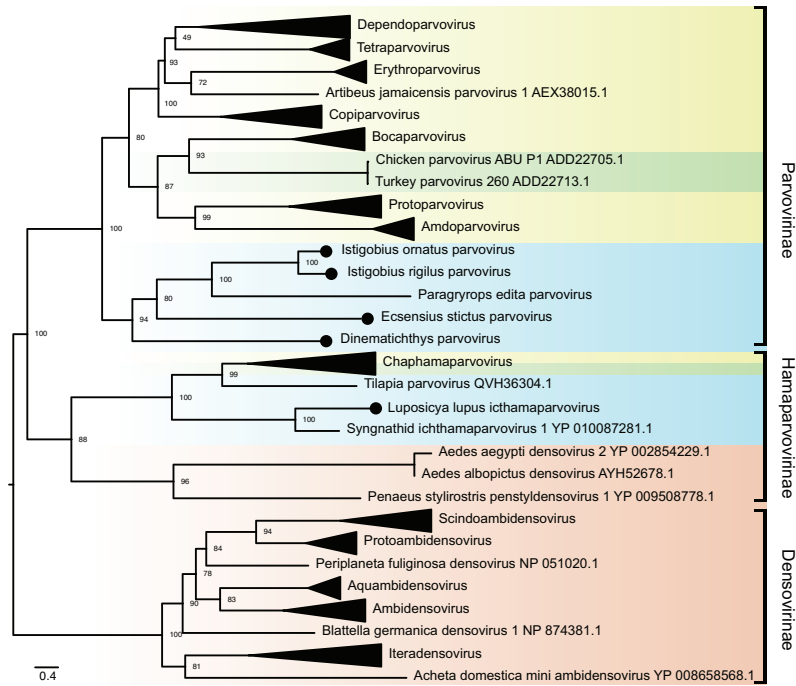 Dependoparvovirus
49
Tetraparvovirus
93
Erythroparvovirus
72
Artibeus jamaicensis parvovirus 1 AEX38015.1
100
Copiparvovirus
80
Bocaparvovirus
93
Chicken parvovirus ABU P1 ADD22705.1
Turkey parvovirus 260 ADD22713.1
87
Protoparvovirus
99
Amdoparvovirus
100
Istigobius ornatus parvovirus
100
Istigobius rigilus parvovirus
100
Paragryrops edita parvovirus
80
Ecsensius stictus parvovirus
94
Dinematichthys parvovirus
Parvovirinae
100
Chaphamaparvovirus
99
Tilapia parvovirus QVH36304.1
100
Luposicya lupus icthamaparvovirus
100
Syngnathid ichthamaparvovirus 1 YP 010087281.1
88
Aedes aegypti densovirus 2 YP 002854229.1
Aedes albopictus densovirus AYH52678.1
96
Penaeus stylirostris penstyldensovirus 1 YP 009508778.1
Hamaparvovirinae
Scindoambidensovirus
94
Protoambidensovirus
84
Periplaneta fuliginosa densovirus NP 051020.1
78
Aquambidensovirus
83
Ambidensovirus
90
Blattella germanica densovirus 1 NP 874381.1
100
Iteradensovirus
81
Acheta domestica mini ambidensovirus YP 008658568.1
Densovirinae
0.4